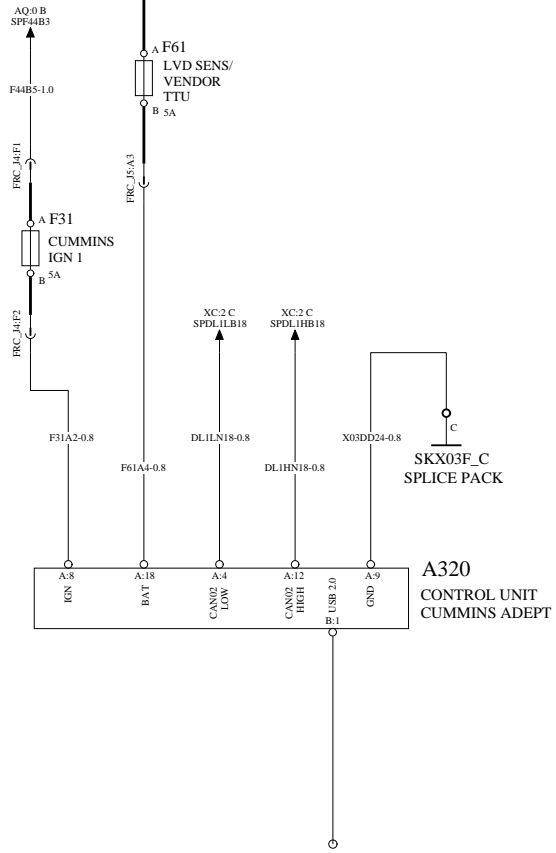 AQ:0 B
SPF44B3
A F61
LVD SENS/
VENDOR
TTU
B 5A
F44B5-1.0
FRC_J4:F1
FRC_J5:A3
A F31
CUMMINS
IGN 1
B 5A
FRC_J4:F2
XC:2 C
SPDL1LB18
XC:2 C
SPDL1HB18
F31A2-0.8
F61A4-0.8
DL1LN18-0.8
DL1HN18-0.8
X03DD24-0.8
C
SKX03F_C
SPLICE PACK
A:8
IGN
A:18
BAT
A:4
CAN02
LOW
A:12
CAN02
HIGH
USB 2.0
B:1
A:9
GND
A320
CONTROL UNIT
CUMMINS ADEPT